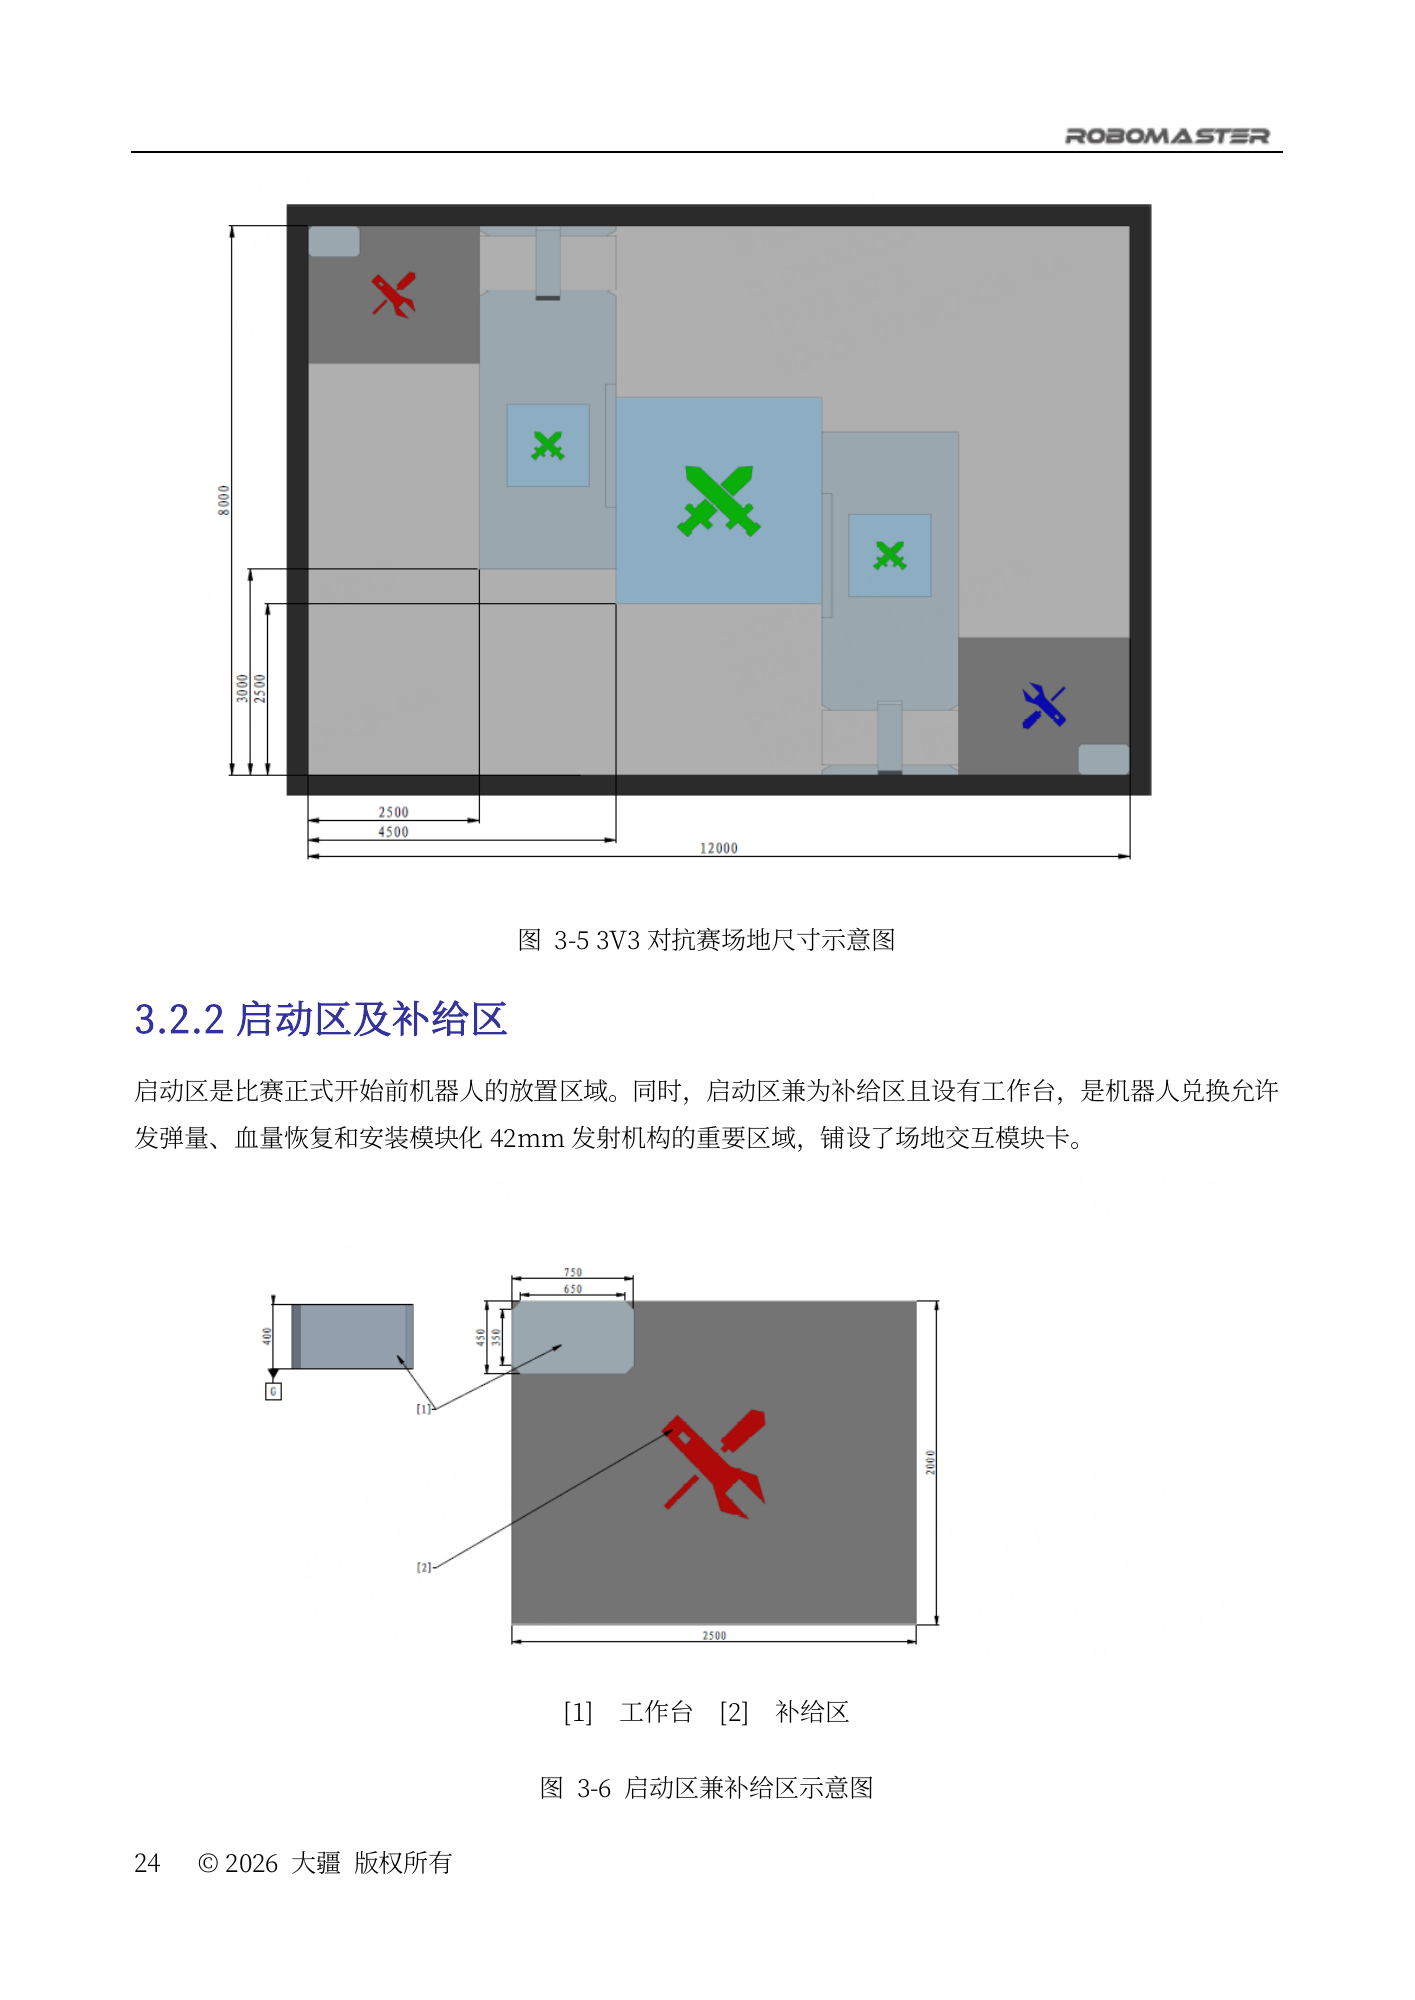 ROBOMASTER
8000
3000
2500
2500
4500
12000
图 3-5 3V3 对抗赛场地尺寸示意图
3.2.2 启动区及补给区
启动区是比赛正式开始前机器人的放置区域。同时，启动区兼为补给区且设有工作台，是机器人兑换允许
发弹量、血量恢复和安装模块化 42mm 发射机构的重要区域，铺设了场地交互模块卡。
750
650
400
450
350
G
[1]
2000
[2]
2500
[1] 工作台 [2] 补给区
图 3-6 启动区兼补给区示意图
24 © 2026 大疆 版权所有